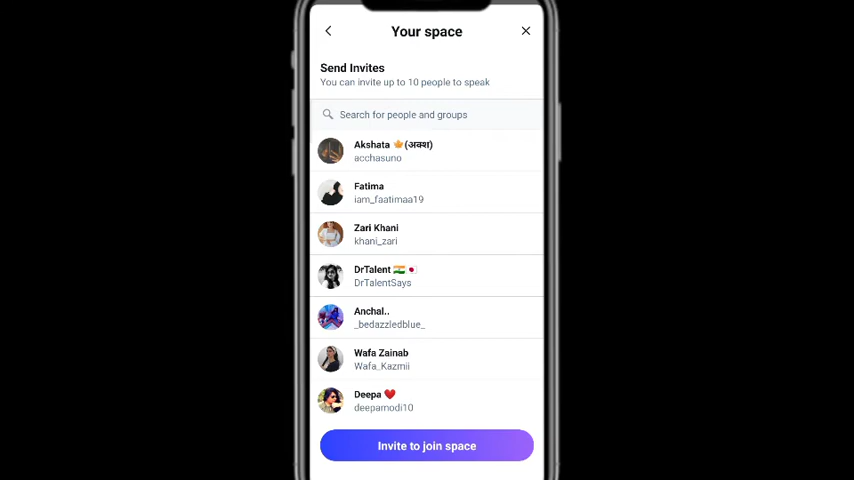 Your space
Send Invites
You can invite up to 10 people to speak
Search for people and groups
Akshata 👑(अक्श)
acchasuno
Fatima
iam_faatimaa19
Zari Khani
khani_zari
DrTalent 🇮🇳 🇯🇵
DrTalentSays
Anchal..
_bedazzledblue_
Wafa Zainab
Wafa_Kazmii
Deepa ❤️
deepamodi10
Invite to join space